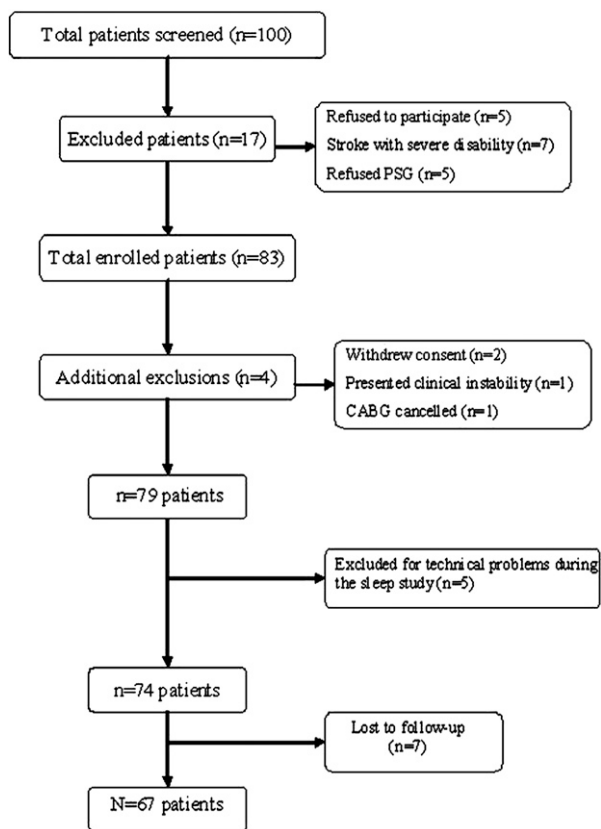 Total patients screened (n=100)
Excluded patients (n=17)
Refused to participate (n=5)
Stroke with severe disability (n=7)
Refused PSG (n=5)
Total enrolled patients (n=83)
Additional exclusions (n=4)
Withdrew consent (n=2)
Presented clinical instability (n=1)
CABG cancelled (n=1)
n=79 patients
Excluded for technical problems during
the sleep study (n=5)
n=74 patients
Lost to follow-up
(n=7)
N=67 patients